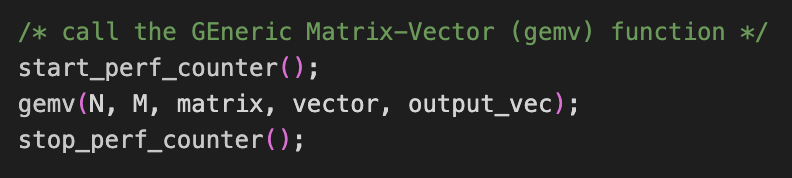 /* call the GEneric Matrix-Vector (gemv) function */
start_perf_counter();
gemv(N, M, matrix, vector, output_vec);
stop_perf_counter();